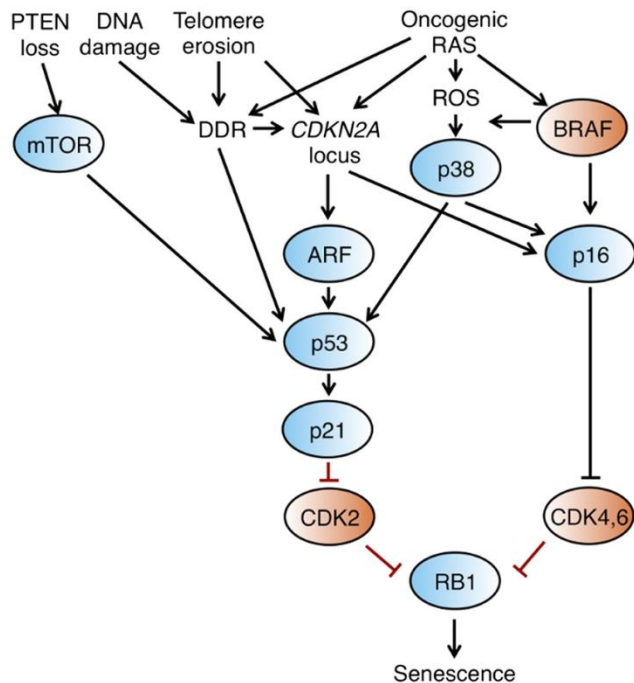 PTEN
loss
DNA
damage
Telomere
erosion
Oncogenic
RAS
ROS
BRAF
mTOR
DDR
CDKN2A
locus
p38
ARF
p16
p53
p21
CDK2
CDK4,6
RB1
Senescence